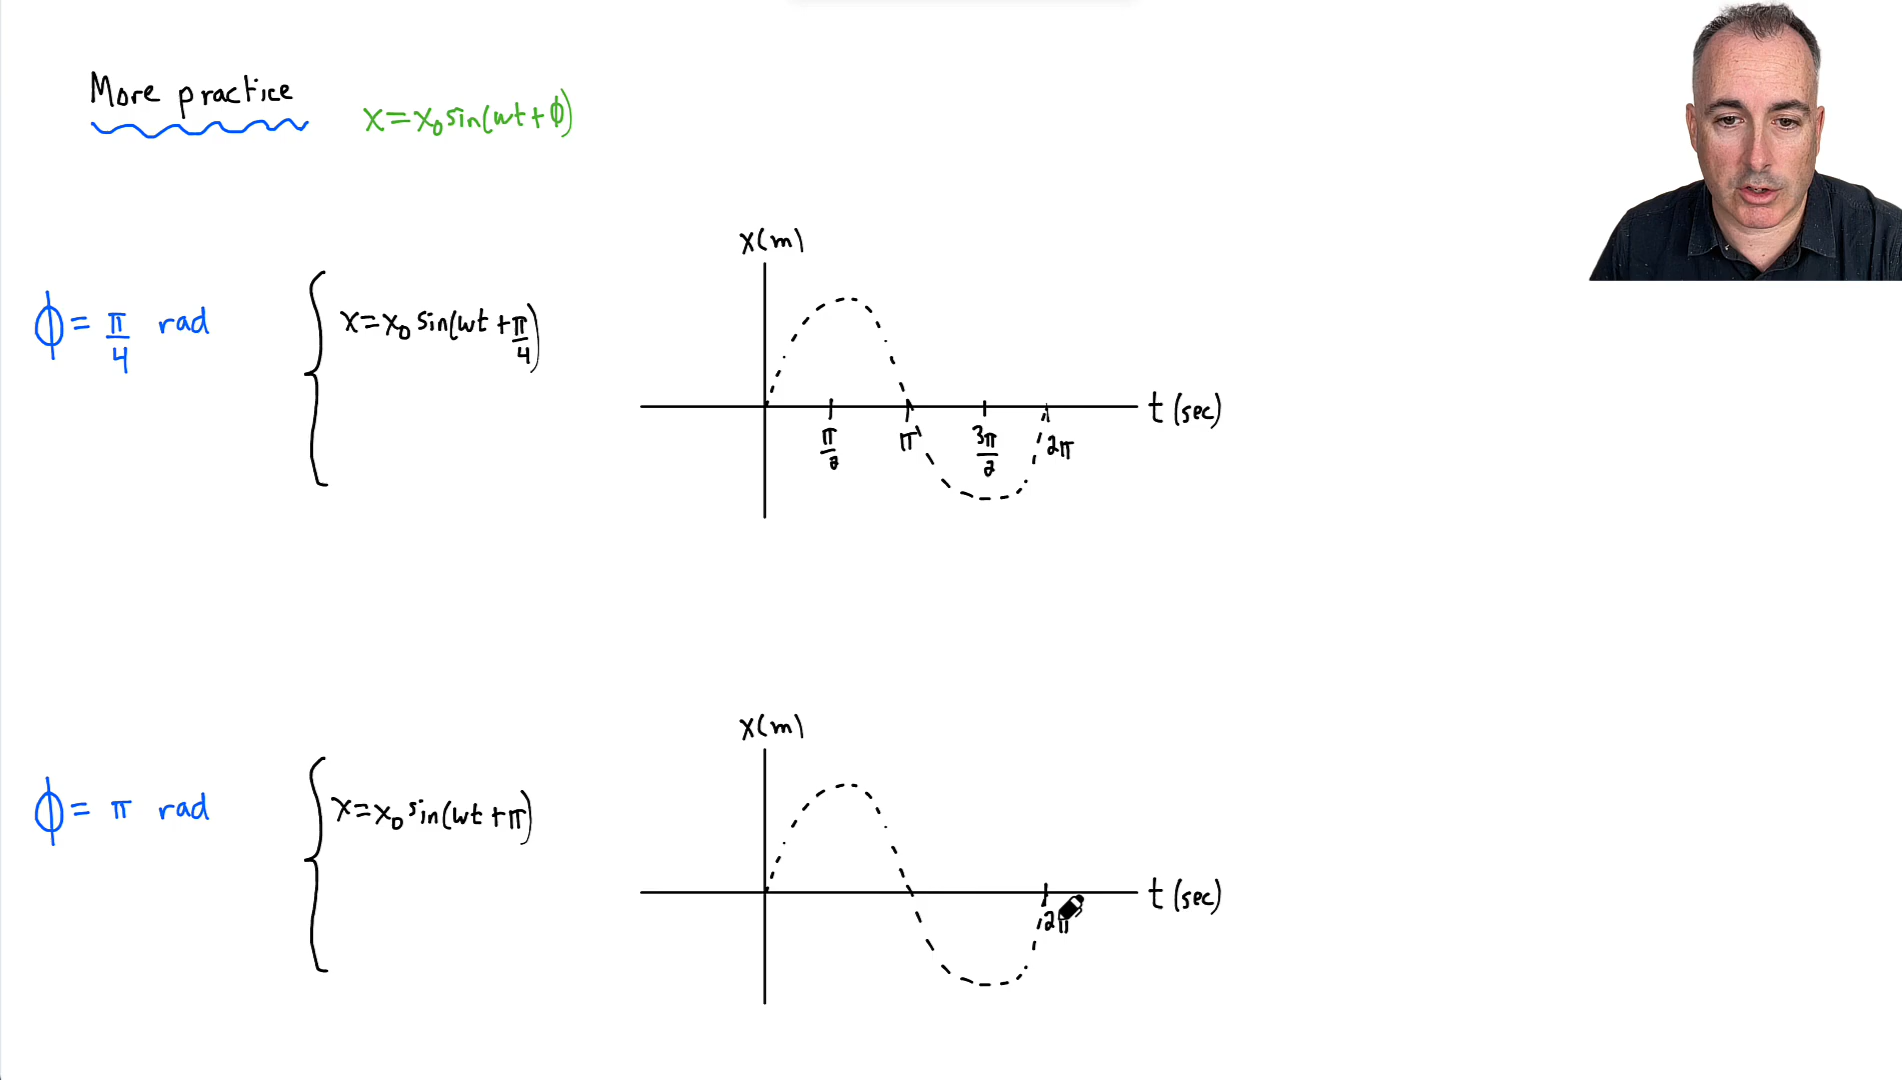 More practice
x = x₀ sin(ωt + ϕ)
x(m)
ϕ = π/4 rad
x = x₀ sin(ωt + π/4)
t (sec)
π/2 π 3π/2 2π
x(m)
ϕ = π rad
x = x₀ sin(ωt + π)
t (sec)
2π